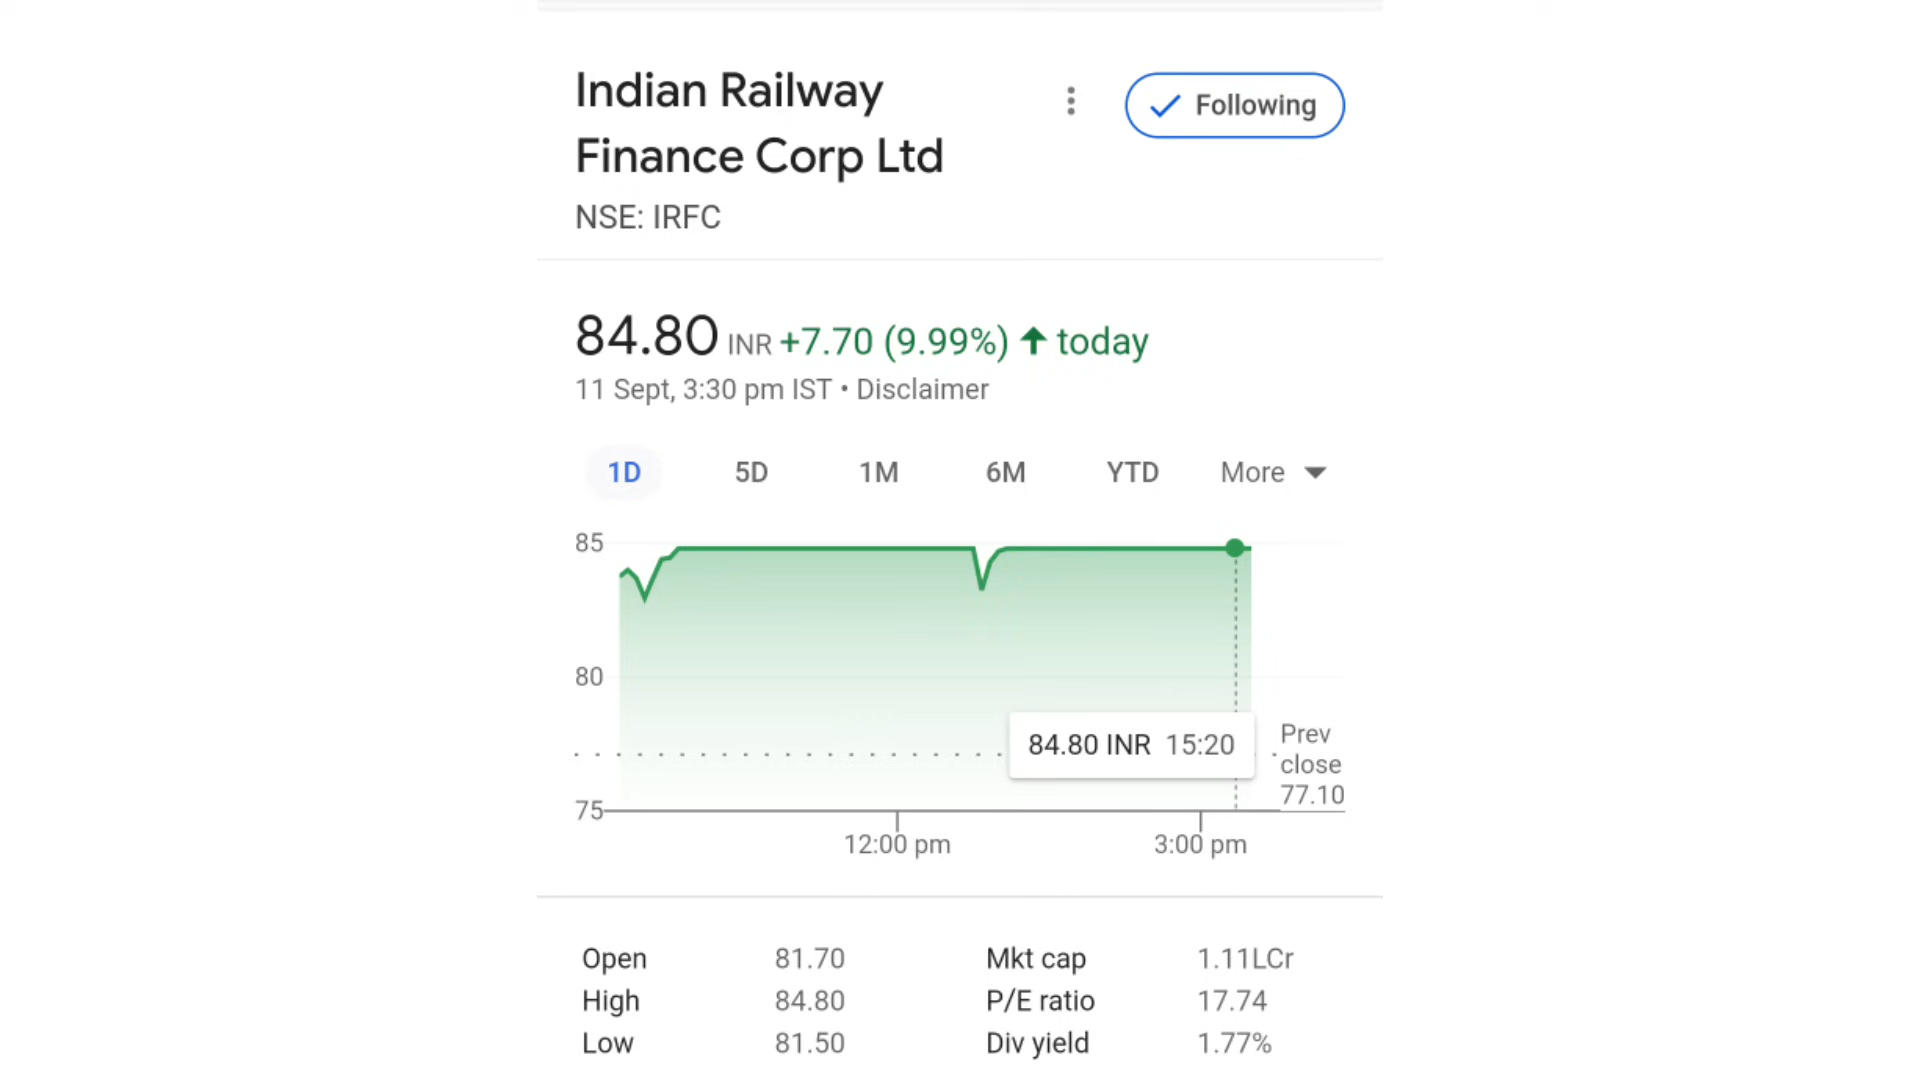 Indian Railway
Finance Corp Ltd
Following
NSE: IRFC
84.80 INR +7.70 (9.99%) ↑ today
11 Sept, 3:30 pm IST • Disclaimer
1D 5D 1M 6M YTD More
85
80
75
84.80 INR 15:20
Prev
close
77.10
12:00 pm 3:00 pm
Open 81.70 Mkt cap 1.11LCr
High 84.80 P/E ratio 17.74
Low 81.50 Div yield 1.77%